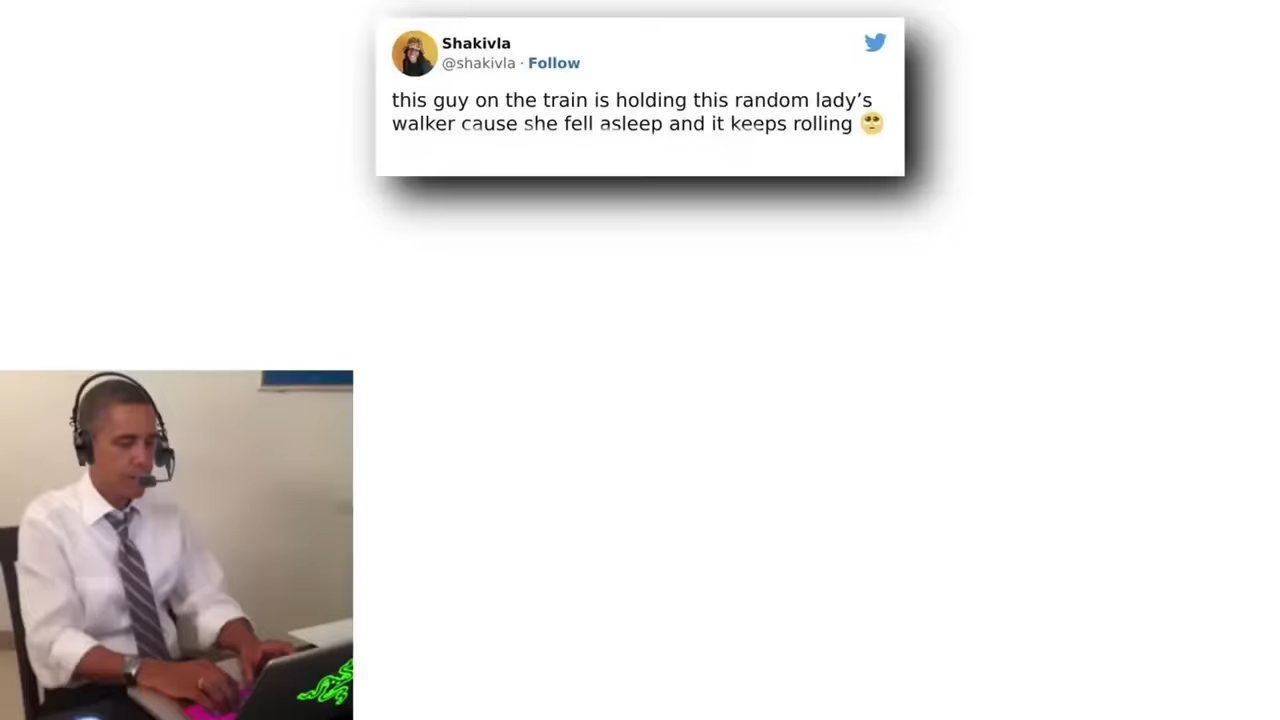 Shakivla
@shakivla · Follow
this guy on the train is holding this random lady’s
walker cause she fell asleep and it keeps rolling 🥺